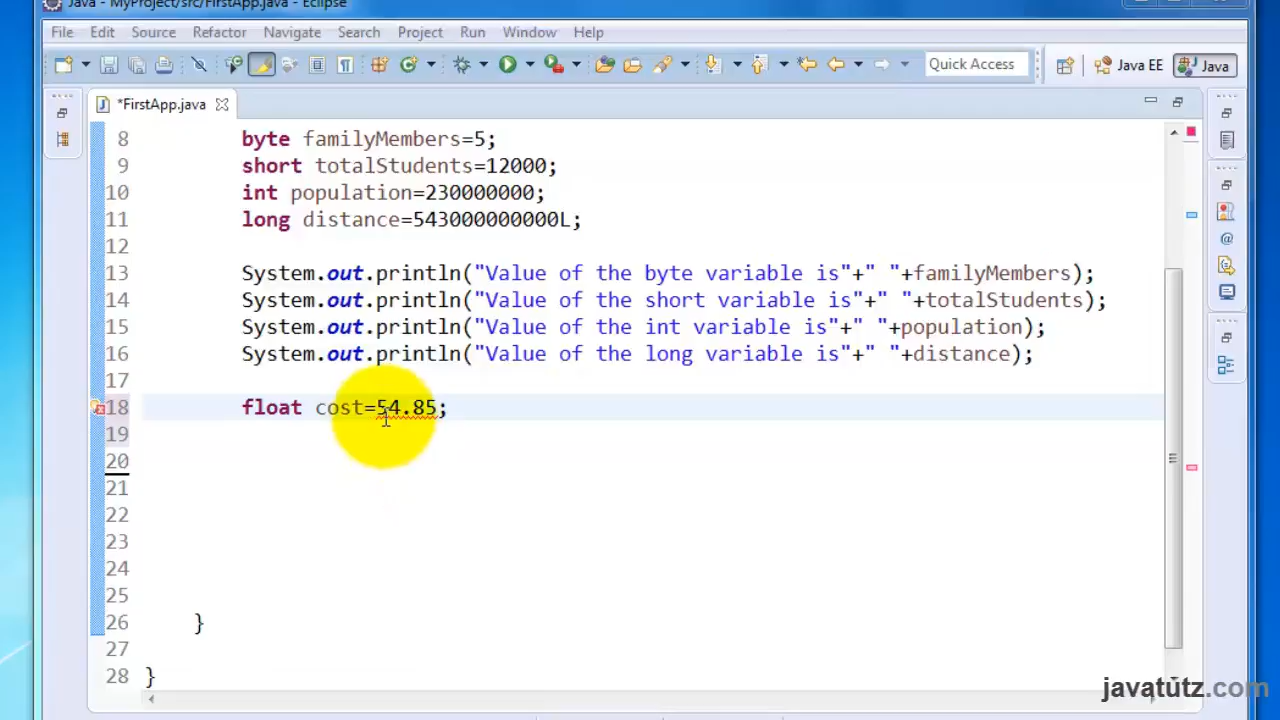 Java - MyProject/src/FirstApp.java - Eclipse
File Edit Source Refactor Navigate Search Project Run Window Help
Quick Access Java EE Java
*FirstApp.java
8 byte familyMembers=5;
9 short totalStudents=12000;
10 int population=230000000;
11 long distance=543000000000L;
12
13 System.out.println("Value of the byte variable is"+" "+familyMembers);
14 System.out.println("Value of the short variable is"+" "+totalStudents);
15 System.out.println("Value of the int variable is"+" "+population);
16 System.out.println("Value of the long variable is"+" "+distance);
17
18 float cost=54.85;
19
20
21
22
23
24
25
26 }
27
28 }
javatutz.com